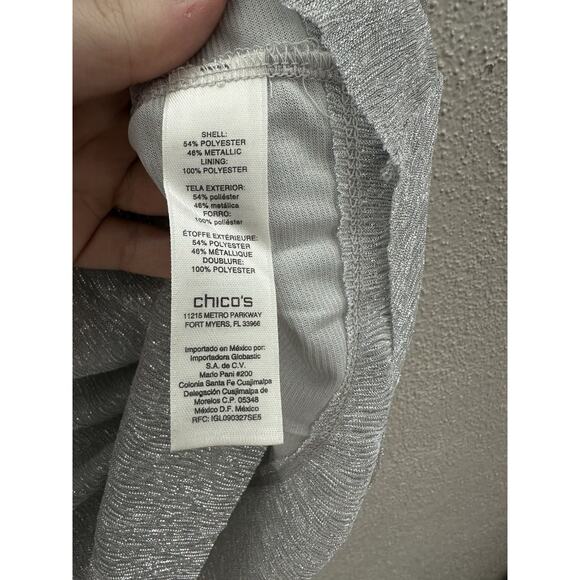 SHELL:
54% POLYESTER
46% METALLIC
LINING:
100% POLYESTER
TELA EXTERIOR:
54% poliéster
46% metálica
FORRO:
100% poliéster
ÉTOFFE EXTÉRIEURE:
54% POLYESTER
46% MÉTALLIQUE
DOUBLURE:
100% POLYESTER
chico's
11215 METRO PARKWAY
FORT MYERS, FL 33966
Importado en México por:
Importadora Globastic
S.A. de C.V.
Mario Pani #200
Colonia Santa Fe Cuajimalpa
Delegación Cuajimalpa de
Morelos C.P. 05348
México D.F. México
RFC: IGL090327SE5